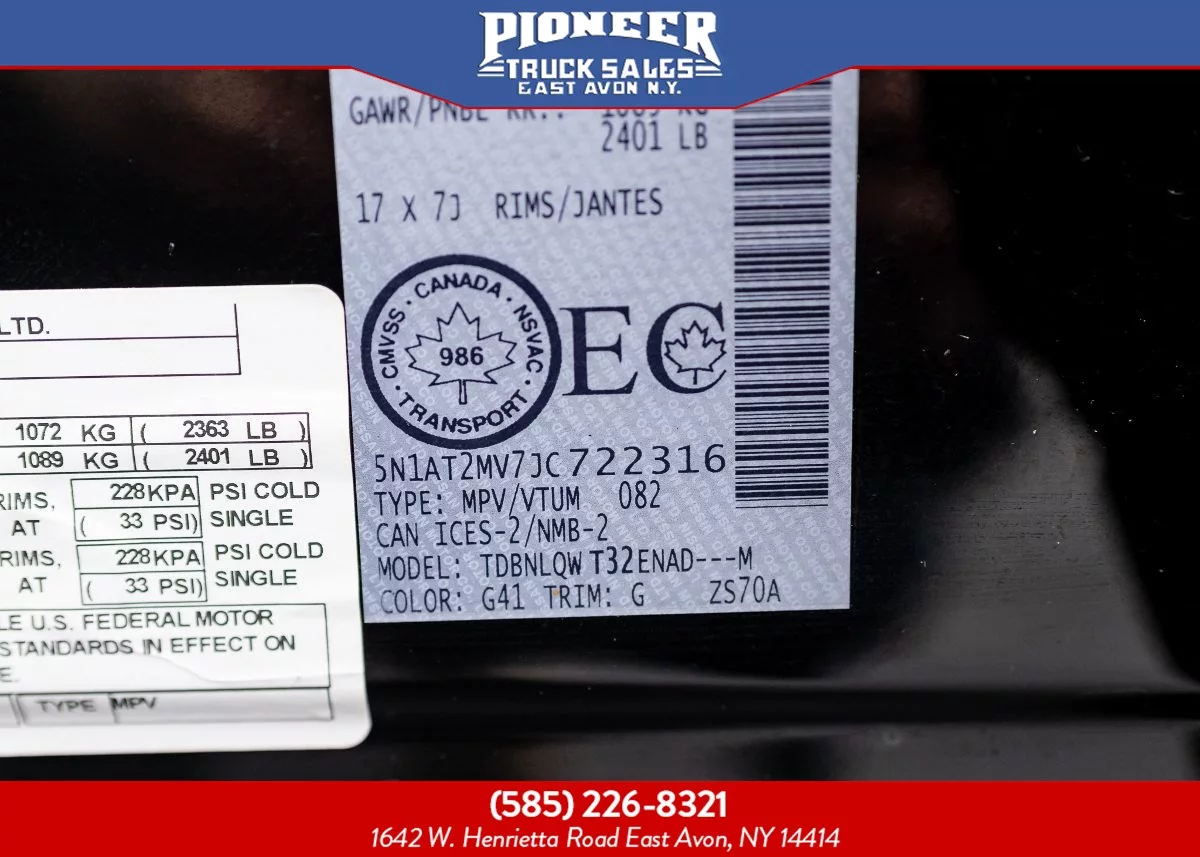 PIONEER
TRUCK SALES
EAST AVON N.Y.
GAWR/PNBE RR.:
2401 LB
17 X 7J RIMS/JANTES
CANADA · NSVAC · TRANSPORT · CMVSS ·
986
EC
5N1AT2MV7JC722316
TYPE: MPV/VTUM 082
CAN ICES-2/NMB-2
MODEL: TDBNLQW T32ENAD---M
COLOR: G41 TRIM: G ZS70A
LTD.
1072 KG ( 2363 LB )
1089 KG ( 2401 LB )
RIMS, 228KPA PSI COLD
AT ( 33 PSI) SINGLE
RIMS, 228KPA PSI COLD
AT ( 33 PSI) SINGLE
LE U.S. FEDERAL MOTOR
STANDARDS IN EFFECT ON
E.
TYPE MPV
(585) 226-8321
1642 W. Henrietta Road East Avon, NY 14414